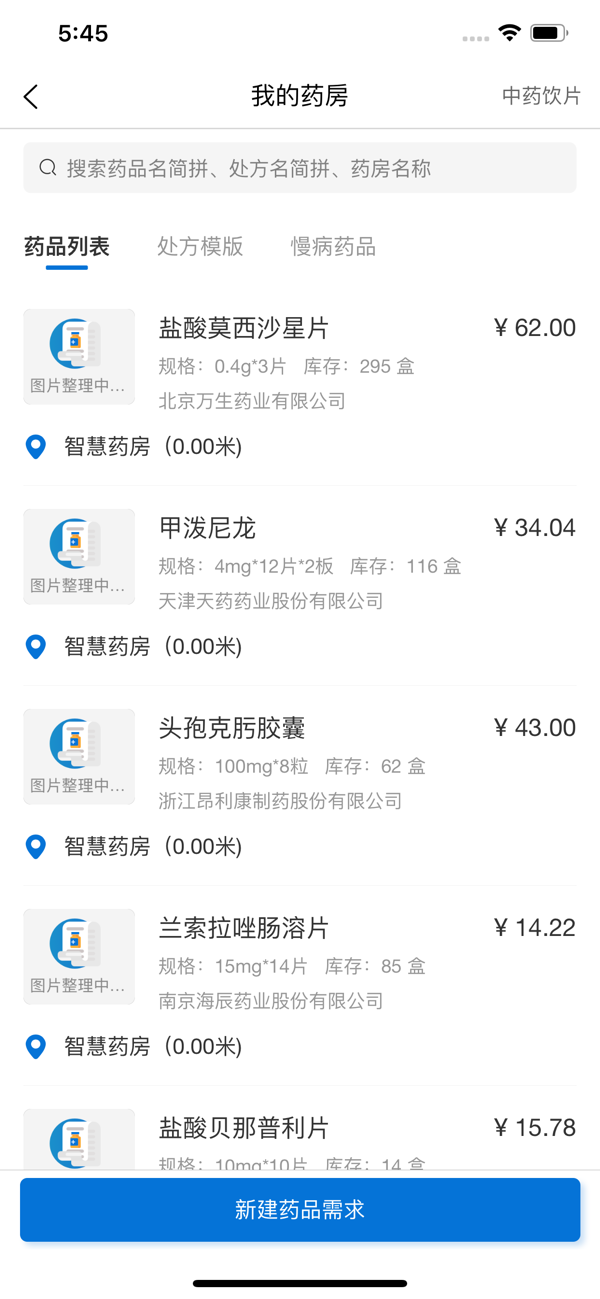 5:45
我的药房
中药饮片
搜索药品名简拼、处方名简拼、药房名称
药品列表 处方模版 慢病药品
盐酸莫西沙星片 ¥ 62.00
规格：0.4g*3片 库存：295 盒
图片整理中...
北京万生药业有限公司
智慧药房（0.00米)
甲泼尼龙 ¥ 34.04
规格：4mg*12片*2板 库存：116 盒
图片整理中...
天津天药药业股份有限公司
智慧药房（0.00米)
头孢克肟胶囊 ¥ 43.00
规格：100mg*8粒 库存：62 盒
图片整理中...
浙江昂利康制药股份有限公司
智慧药房（0.00米)
兰索拉唑肠溶片 ¥ 14.22
规格：15mg*14片 库存：85 盒
图片整理中...
南京海辰药业股份有限公司
智慧药房（0.00米)
盐酸贝那普利片 ¥ 15.78
规格：10mg*10片 库存：14 盒
新建药品需求